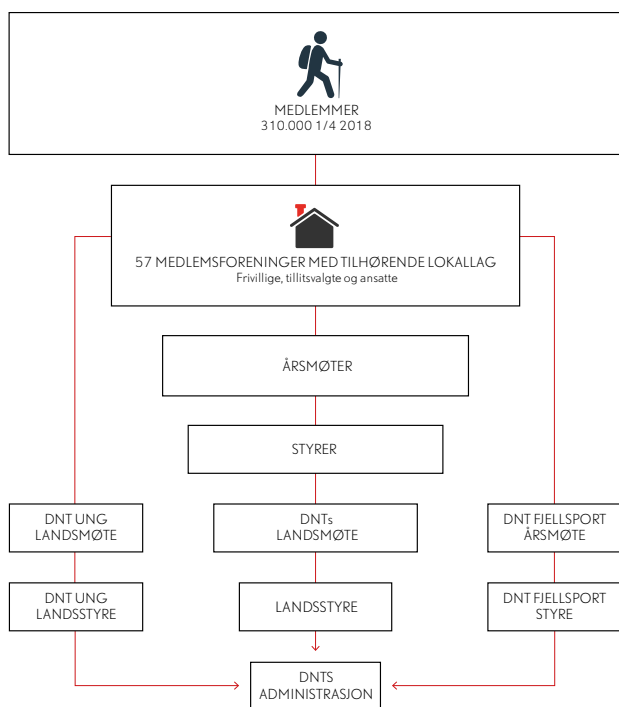 MEDLEMMER
310.000 1/4 2018
57 MEDLEMSFORENINGER MED TILHØRENDE LOKALLAG
Frivillige, tillitsvalgte og ansatte
ÅRSMØTER
STYRER
DNT UNG
LANDSMØTE
DNTs
LANDSMØTE
DNT FJELLSPORT
ÅRSMØTE
DNT UNG
LANDSSTYRE
LANDSSTYRE
DNT FJELLSPORT
STYRE
DNTS
ADMINISTRASJON